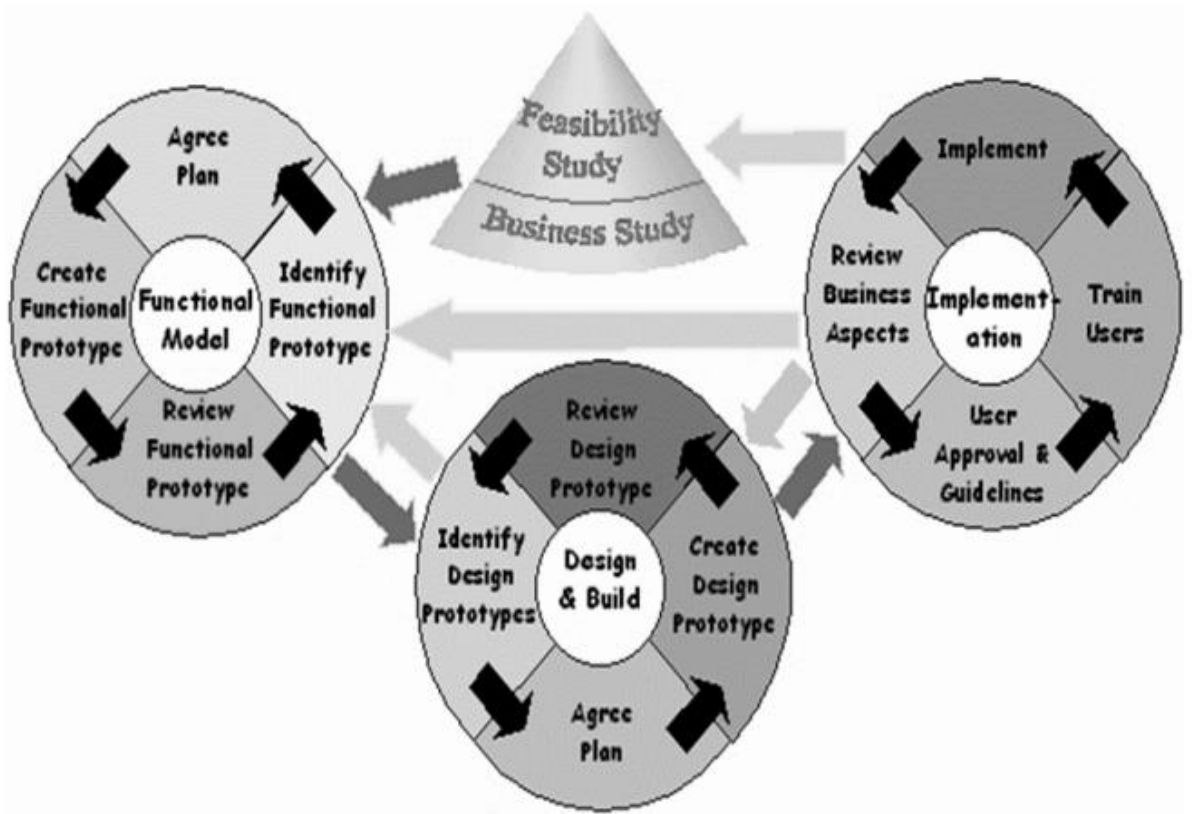 Feasibility
Study
Business Study
Agree
Plan
Create
Functional
Prototype
Functional
Model
Identify
Functional
Prototype
Review
Functional
Prototype
Review
Design
Prototype
Identify
Design
Prototypes
Design
& Build
Create
Design
Prototype
Agree
Plan
Implement
Review
Business
Aspects
Implement-
ation
Train
Users
User
Approval &
Guidelines